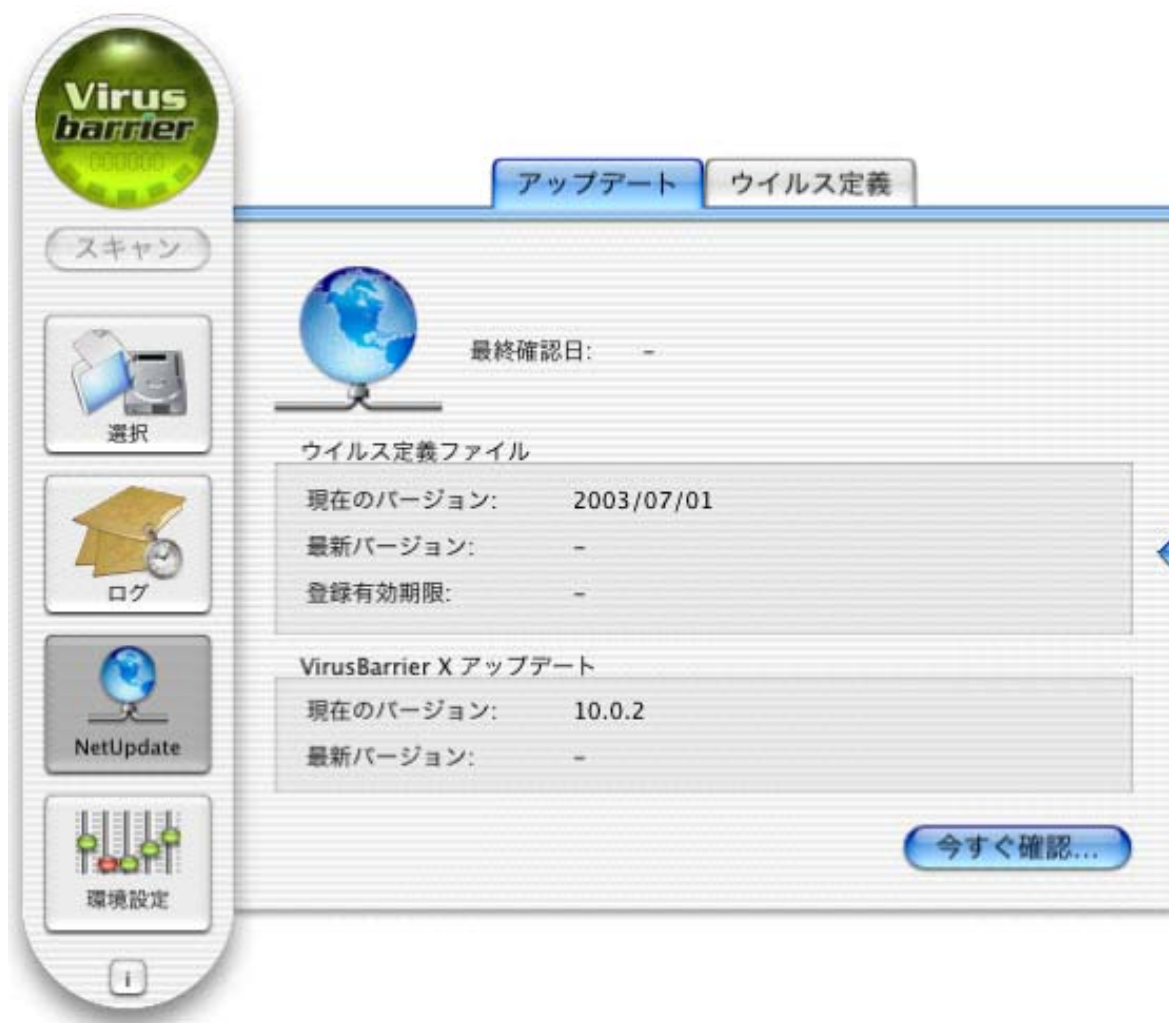 Virus
barrier
スキャン
選択
ログ
NetUpdate
環境設定
i
アップデート
ウイルス定義
最終確認日: –
ウイルス定義ファイル
現在のバージョン: 2003/07/01
最新バージョン: –
登録有効期限: –
VirusBarrier X アップデート
現在のバージョン: 10.0.2
最新バージョン: –
今すぐ確認...